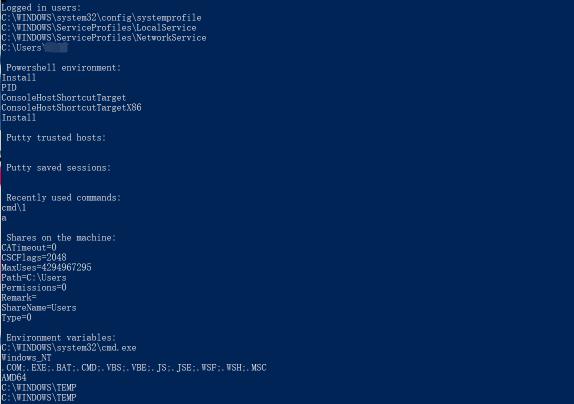 Logged in users:
C:\WINDOWS\system32\config\systemprofile
C:\WINDOWS\ServiceProfiles\LocalService
C:\WINDOWS\ServiceProfiles\NetworkService
C:\Users\
Powershell environment:
Install
PID
ConsoleHostShortcutTarget
ConsoleHostShortcutTargetX86
Install
Putty trusted hosts:
Putty saved sessions:
Recently used commands:
cmd\1
a
Shares on the machine:
CATimeout=0
CSCFlags=2048
MaxUses=4294967295
Path=C:\Users
Permissions=0
Remark=
ShareName=Users
Type=0
Environment variables:
C:\WINDOWS\system32\cmd.exe
Windows_NT
.COM;.EXE;.BAT;.CMD;.VBS;.VBE;.JS;.JSE;.WSF;.WSH;.MSC
AMD64
C:\WINDOWS\TEMP
C:\WINDOWS\TEMP